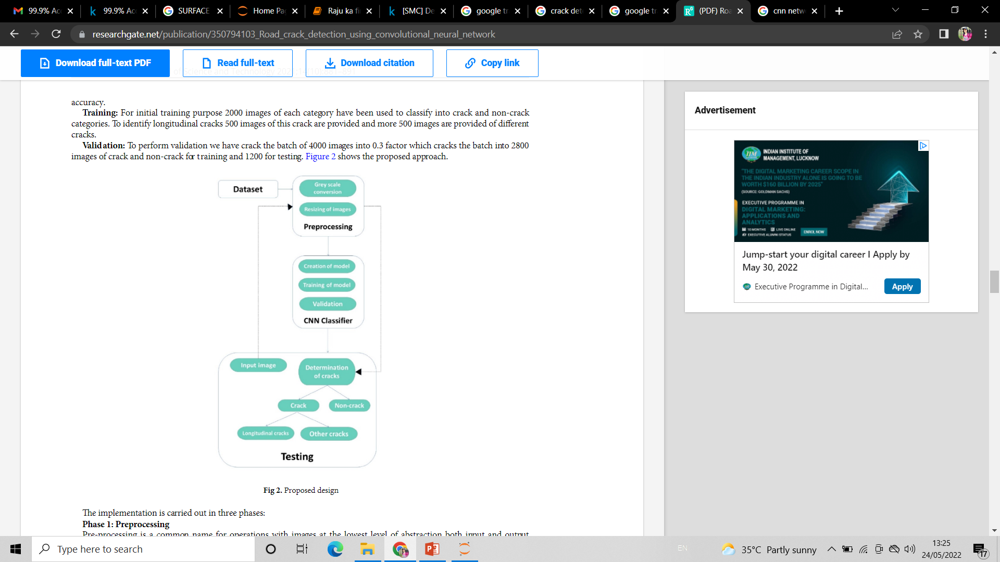 99.9% Ac
99.9% Ac
SURFACE
Home Pa
Raju ka fi
[SMC] De
google tr
crack det
google tr
(PDF) Roa
cnn netw
researchgate.net/publication/350794103_Road_crack_detection_using_convolutional_neural_network
Download full-text PDF
Read full-text
Download citation
Copy link
accuracy.
Training: For initial training purpose 2000 images of each category have been used to classify into crack and non-crack
categories. To identify longitudinal cracks 500 images of this crack are provided and more 500 images are provided of different
cracks.
Validation: To perform validation we have crack the batch of 4000 images into 0.3 factor which cracks the batch into 2800
images of crack and non-crack for training and 1200 for testing. Figure 2 shows the proposed approach.
Dataset
Grey scale
conversion
Resizing of images
Preprocessing
Creation of model
Training of model
Validation
CNN Classifier
Input image
Determination
of cracks
Crack
Non-crack
Longitudinal cracks
Other cracks
Testing
Fig 2. Proposed design
The implementation is carried out in three phases:
Phase 1: Preprocessing
Pre-processing is a common name for operations with images at the lowest level of abstraction both input and output
Advertisement
IIM
INDIAN INSTITUTE OF
MANAGEMENT, LUCKNOW
"THE DIGITAL MARKETING CAREER SCOPE IN
THE INDIAN INDUSTRY ALONE IS GOING TO BE
WORTH $160 BILLION BY 2025"
(SOURCE: GOLDMAN SACHS)
EXECUTIVE PROGRAMME IN
DIGITAL MARKETING:
APPLICATIONS AND
ANALYTICS
10 MONTHS
LIVE ONLINE
EXECUTIVE ALUMNI STATUS
ENROL NOW
Jump-start your digital career I Apply by
May 30, 2022
Executive Programme in Digital...
Apply
Type here to search
EN
35°C Partly sunny
13:25
24/05/2022
17